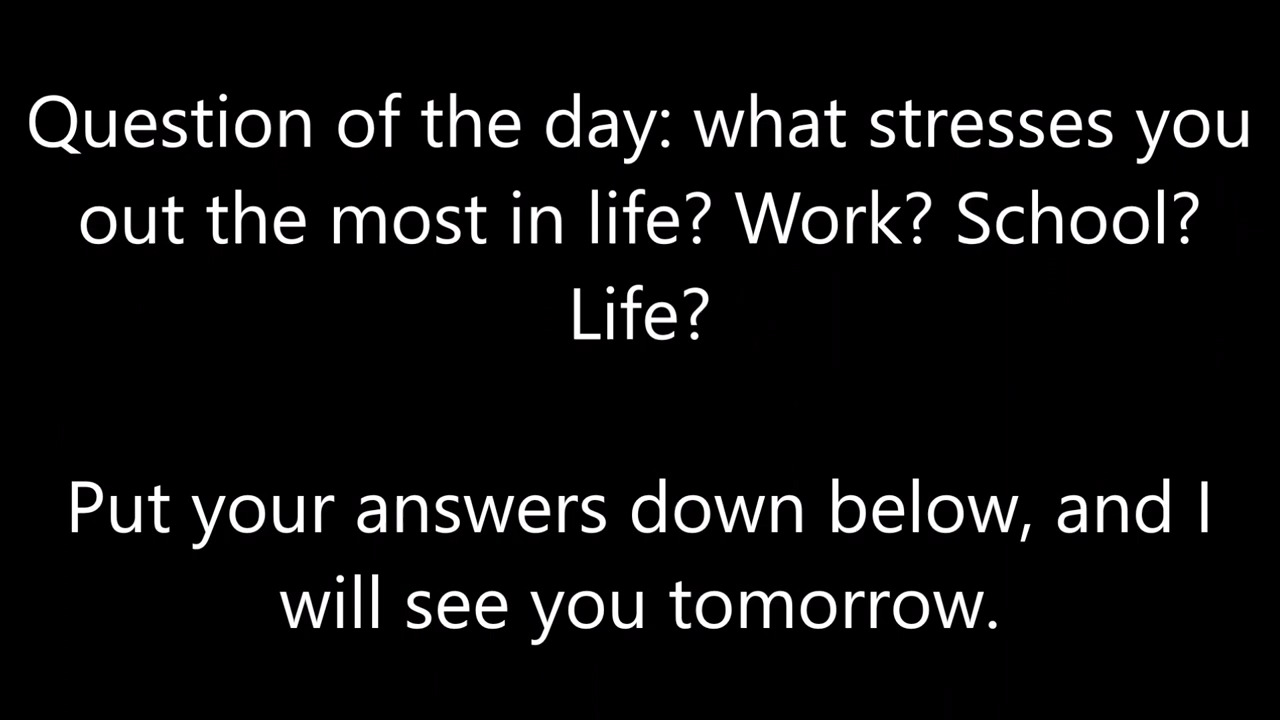 Question of the day: what stresses you
out the most in life? Work? School?
Life?
Put your answers down below, and I
will see you tomorrow.